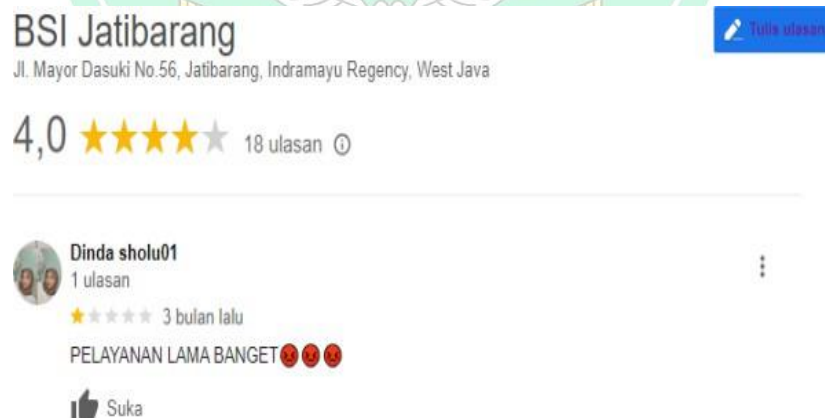 BSI Jatibarang
Tulis ulasan
Jl. Mayor Dasuki No.56, Jatibarang, Indramayu Regency, West Java
4,0 18 ulasan
Dinda sholu01
1 ulasan
3 bulan lalu
PELAYANAN LAMA BANGET😡😡😡
Suka